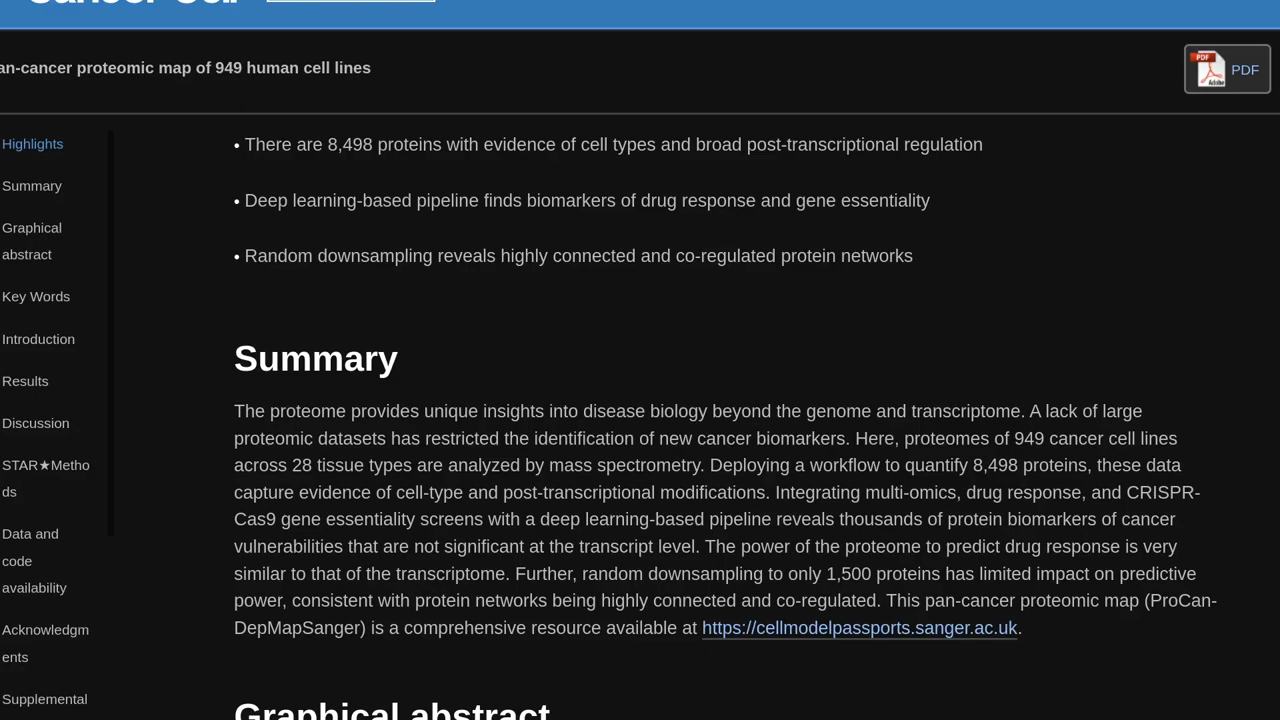 Cancer Cell
an-cancer proteomic map of 949 human cell lines
PDF
Adobe
PDF
Highlights
Summary
Graphical
abstract
Key Words
Introduction
Results
Discussion
STAR★Metho
ds
Data and
code
availability
Acknowledgm
ents
Supplemental
• There are 8,498 proteins with evidence of cell types and broad post-transcriptional regulation
• Deep learning-based pipeline finds biomarkers of drug response and gene essentiality
• Random downsampling reveals highly connected and co-regulated protein networks
Summary
The proteome provides unique insights into disease biology beyond the genome and transcriptome. A lack of large
proteomic datasets has restricted the identification of new cancer biomarkers. Here, proteomes of 949 cancer cell lines
across 28 tissue types are analyzed by mass spectrometry. Deploying a workflow to quantify 8,498 proteins, these data
capture evidence of cell-type and post-transcriptional modifications. Integrating multi-omics, drug response, and CRISPR-
Cas9 gene essentiality screens with a deep learning-based pipeline reveals thousands of protein biomarkers of cancer
vulnerabilities that are not significant at the transcript level. The power of the proteome to predict drug response is very
similar to that of the transcriptome. Further, random downsampling to only 1,500 proteins has limited impact on predictive
power, consistent with protein networks being highly connected and co-regulated. This pan-cancer proteomic map (ProCan-
DepMapSanger) is a comprehensive resource available at https://cellmodelpassports.sanger.ac.uk.
Graphical abstract